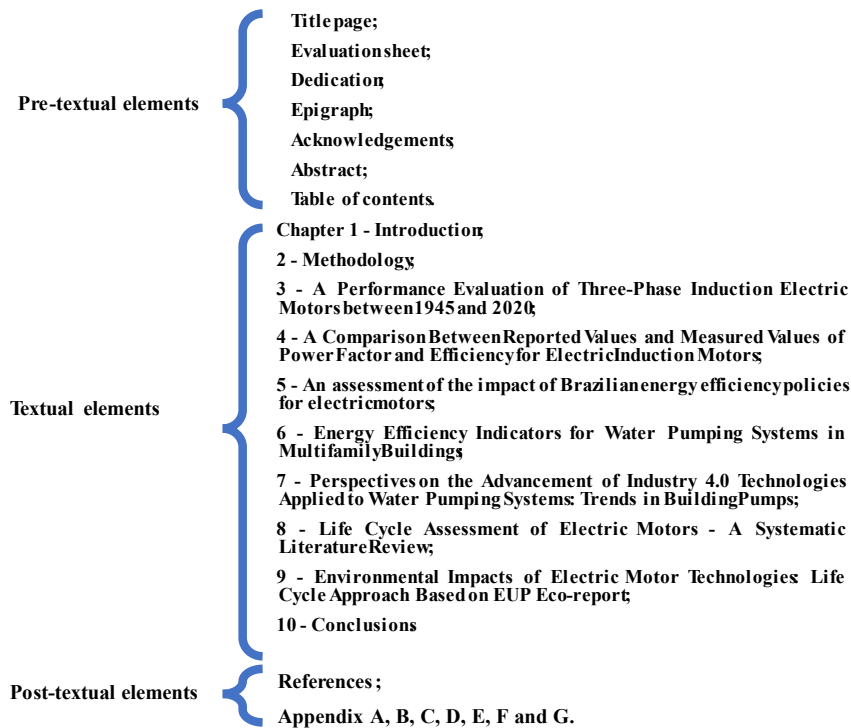 Pre-textual elements
Title page;
Evaluation sheet;
Dedication;
Epigraph;
Acknowledgements;
Abstract;
Table of contents.
Textual elements
Chapter 1 - Introduction;
2 - Methodology;
3 - A Performance Evaluation of Three-Phase Induction Electric
Motors between 1945 and 2020;
4 - A Comparison Between Reported Values and Measured Values of
Power Factor and Efficiency for Electric Induction Motors;
5 - An assessment of the impact of Brazilian energy efficiency policies
for electric motors;
6 - Energy Efficiency Indicators for Water Pumping Systems in
Multifamily Buildings;
7 - Perspectives on the Advancement of Industry 4.0 Technologies
Applied to Water Pumping Systems: Trends in Building Pumps;
8 - Life Cycle Assessment of Electric Motors - A Systematic
Literature Review;
9 - Environmental Impacts of Electric Motor Technologies: Life
Cycle Approach Based on EUP Eco-report;
10 - Conclusions.
Post-textual elements
References;
Appendix A, B, C, D, E, F and G.